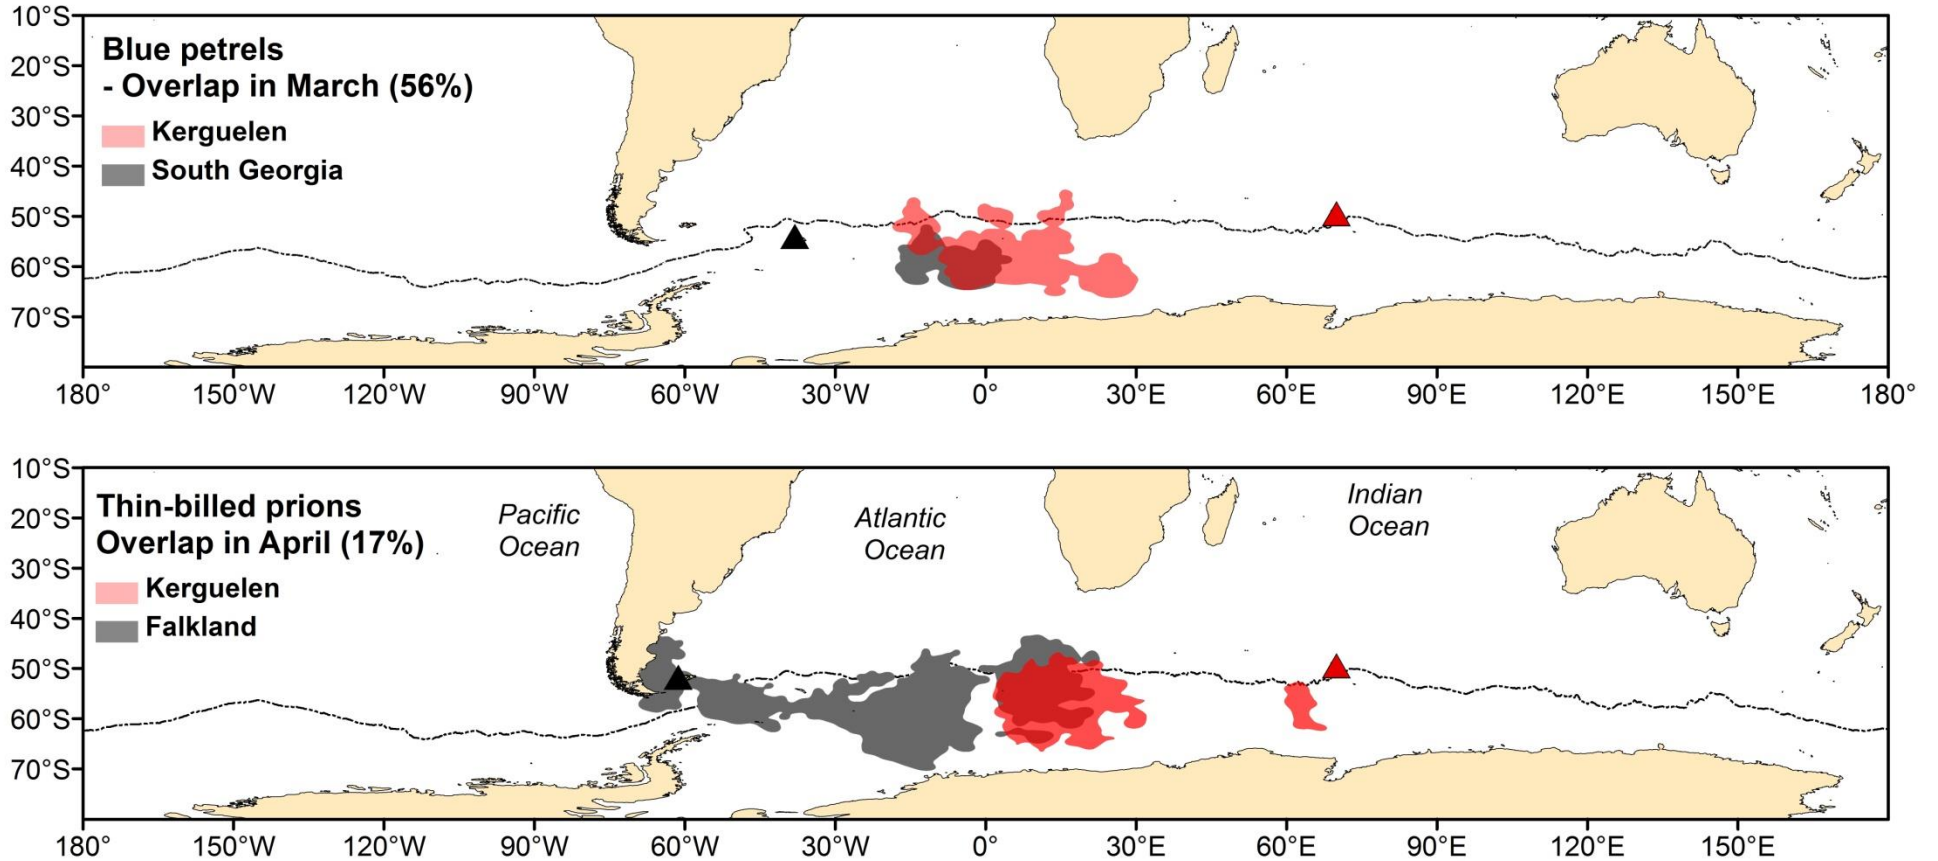 10°S
Blue petrels
20°S
- Overlap in March (56%)
30°S
Kerguelen
40°S
South Georgia
50°S
60°S
70°S
180° 150°W 120°W 90°W 60°W 30°W 0° 30°E 60°E 90°E 120°E 150°E 180°
10°S
Thin-billed prions
Pacific
Ocean
Atlantic
Ocean
Indian
Ocean
20°S
Overlap in April (17%)
30°S
Kerguelen
40°S
Falkland
50°S
60°S
70°S
180° 150°W 120°W 90°W 60°W 30°W 0° 30°E 60°E 90°E 120°E 150°E